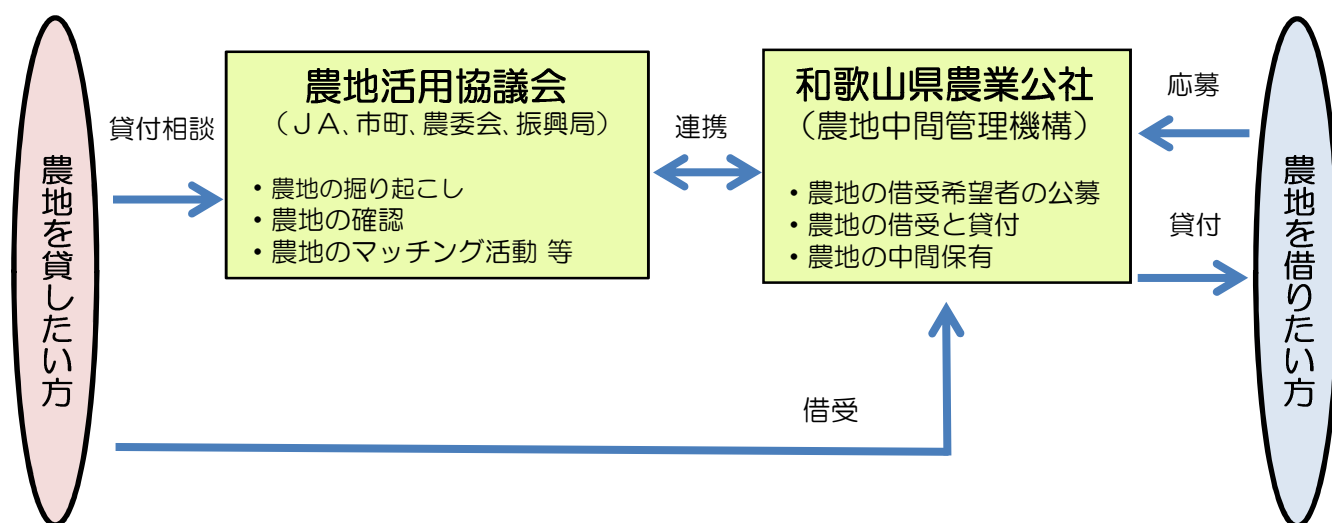 農地を貸したい方
貸付相談
農地活用協議会
（ＪＡ、市町、農委会、振興局）
・農地の掘り起こし
・農地の確認
・農地のマッチング活動 等
連携
和歌山県農業公社
（農地中間管理機構）
・農地の借受希望者の公募
・農地の借受と貸付
・農地の中間保有
応募
貸付
借受
農地を借りたい方